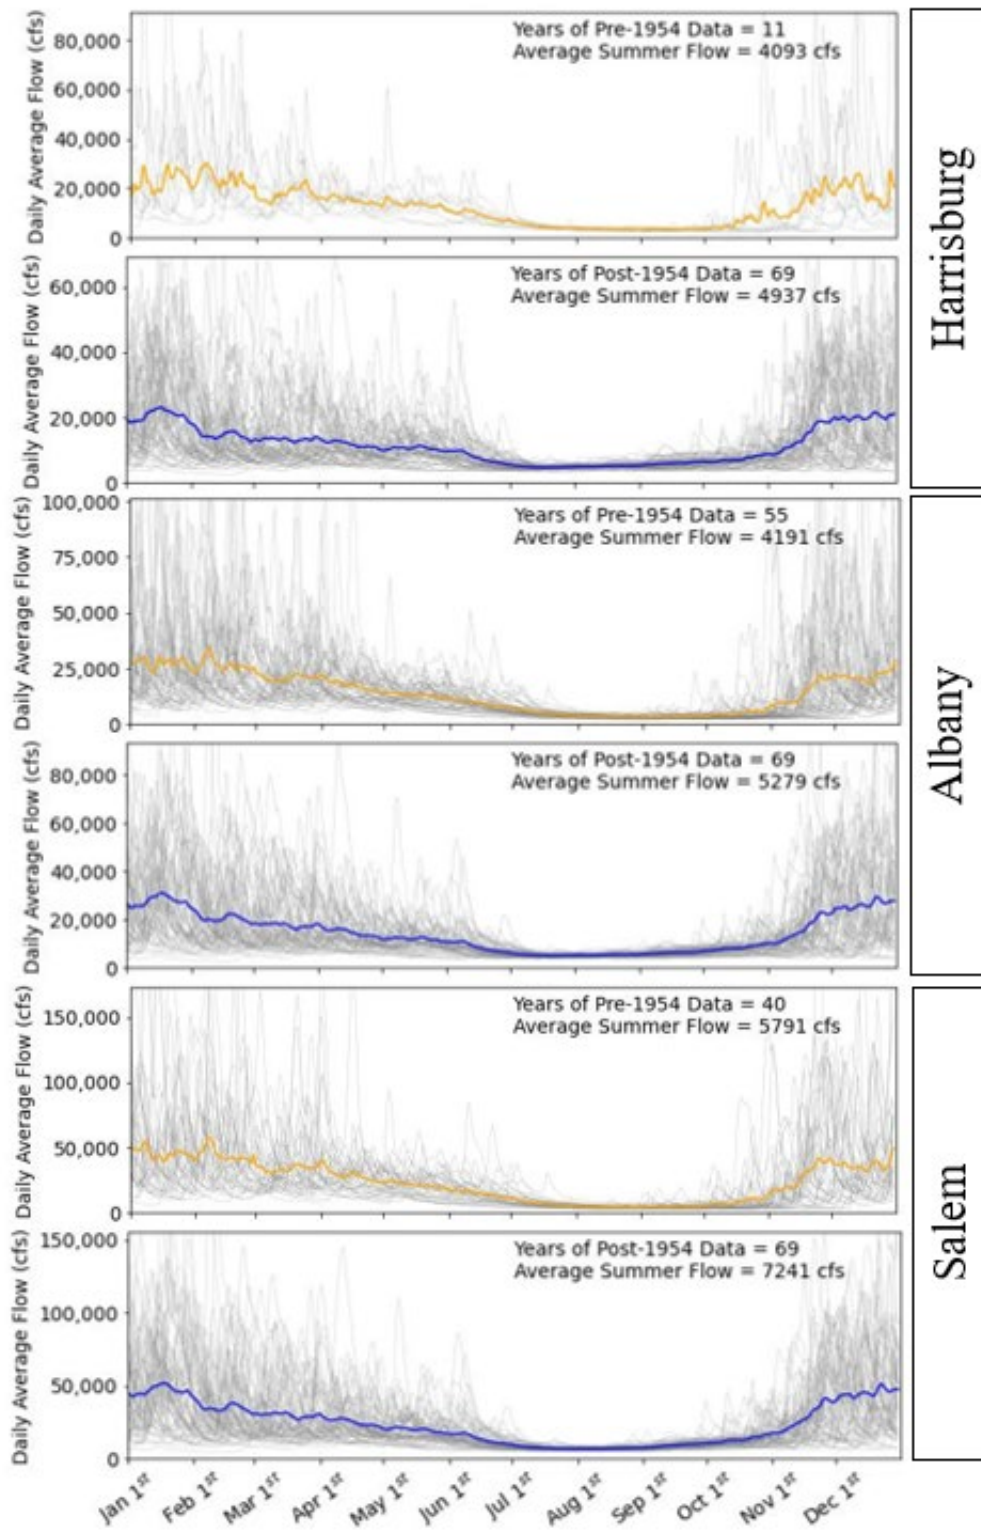 Daily Average Flow (cfs)
80,000
60,000
40,000
20,000
0
Years of Pre-1954 Data = 11
Average Summer Flow = 4093 cfs
Daily Average Flow (cfs)
60,000
40,000
20,000
0
Years of Post-1954 Data = 69
Average Summer Flow = 4937 cfs
Harrisburg
Daily Average Flow (cfs)
100,000
75,000
50,000
25,000
0
Years of Pre-1954 Data = 55
Average Summer Flow = 4191 cfs
Daily Average Flow (cfs)
80,000
60,000
40,000
20,000
0
Years of Post-1954 Data = 69
Average Summer Flow = 5279 cfs
Albany
Daily Average Flow (cfs)
150,000
100,000
50,000
0
Years of Pre-1954 Data = 40
Average Summer Flow = 5791 cfs
Daily Average Flow (cfs)
150,000
100,000
50,000
0
Years of Post-1954 Data = 69
Average Summer Flow = 7241 cfs
Salem
Jan 1st
Feb 1st
Mar 1st
Apr 1st
May 1st
Jun 1st
Jul 1st
Aug 1st
Sep 1st
Oct 1st
Nov 1st
Dec 1st